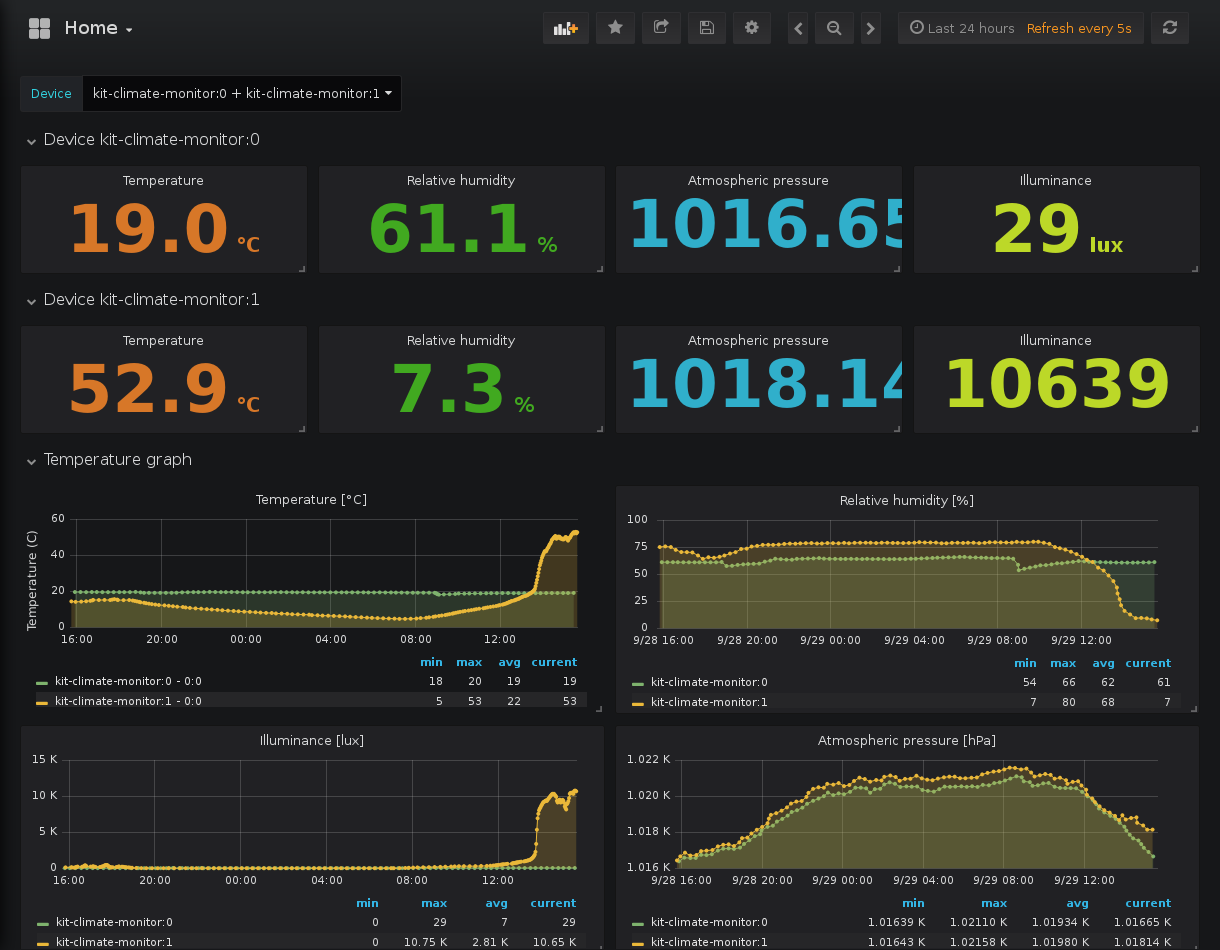 Home
Last 24 hours Refresh every 5s
Device kit-climate-monitor:0 + kit-climate-monitor:1
Device kit-climate-monitor:0
Temperature Relative humidity Atmospheric pressure Illuminance
19.0 °C 61.1 % 1016.65 29 lux
Device kit-climate-monitor:1
Temperature Relative humidity Atmospheric pressure Illuminance
52.9 °C 7.3 % 1018.14 10639
Temperature graph
Temperature [°C]
Temperature (C)
60
40
20
0
16:00 20:00 00:00 04:00 08:00 12:00
min max avg current
kit-climate-monitor:0 - 0:0 18 20 19 19
kit-climate-monitor:1 - 0:0 5 53 22 53
Relative humidity [%]
100
75
50
25
0
9/28 16:00 9/28 20:00 9/29 00:00 9/29 04:00 9/29 08:00 9/29 12:00
min max avg current
kit-climate-monitor:0 54 66 62 61
kit-climate-monitor:1 7 80 68 7
Illuminance [lux]
15 K
10 K
5 K
0
16:00 20:00 00:00 04:00 08:00 12:00
min max avg current
kit-climate-monitor:0 0 29 7 29
kit-climate-monitor:1 0 10.75 K 2.81 K 10.65 K
Atmospheric pressure [hPa]
1.022 K
1.020 K
1.018 K
1.016 K
9/28 16:00 9/28 20:00 9/29 00:00 9/29 04:00 9/29 08:00 9/29 12:00
min max avg current
kit-climate-monitor:0 1.01639 K 1.02110 K 1.01934 K 1.01665 K
kit-climate-monitor:1 1.01643 K 1.02158 K 1.01980 K 1.01814 K